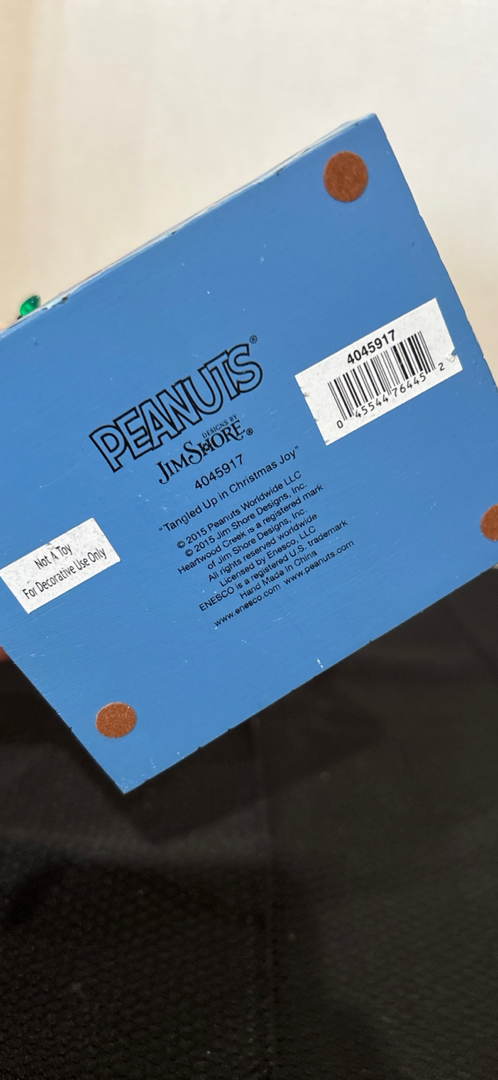 PEANUTS®
DESIGNS BY
JIM SHORE®
4045917
"Tangled Up in Christmas Joy"
© 2015 Peanuts Worldwide LLC
© 2015 Jim Shore Designs, Inc.
Heartwood Creek is a registered mark
of Jim Shore Designs, Inc.
All rights reserved worldwide
Licensed by Enesco, LLC
ENESCO is a registered U.S. trademark
Hand Made in China
www.enesco.com www.peanuts.com
4045917
0 45544 76445 2
Not A Toy
For Decorative Use Only